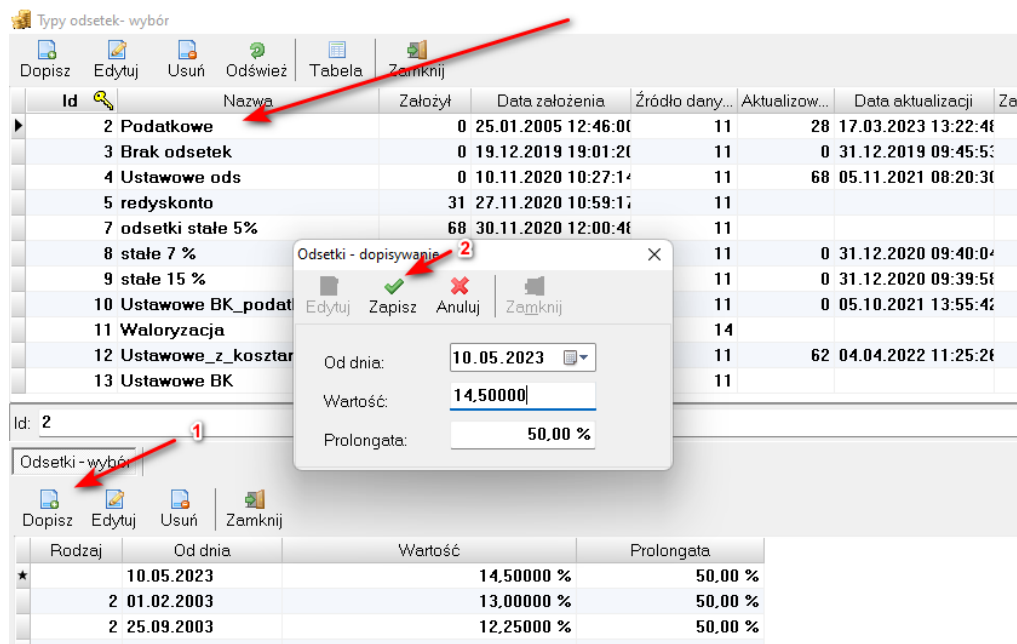 Typy odsetek- wybór
Dopisz Edytuj Usuń Odśwież Tabela Zamknij
Id Nazwa Założył Data założenia Źródło dany... Aktualizow... Data aktualizacji Za
2 Podatkowe 0 25.01.2005 12:46:00 11 28 17.03.2023 13:22:48
3 Brak odsetek 0 19.12.2019 19:01:20 11 0 31.12.2019 09:45:53
4 Ustawowe ods 0 10.11.2020 10:27:14 11 68 05.11.2021 08:20:30
5 redyskonto 31 27.11.2020 10:59:17 11
7 odsetki stałe 5% 68 30.11.2020 12:00:48 11
8 stałe 7 % 11 0 31.12.2020 09:40:04
9 stałe 15 % 11 0 31.12.2020 09:39:58
10 Ustawowe BK_podat 11 0 05.10.2021 13:55:42
11 Waloryzacja 14
12 Ustawowe_z_kosztar 11 62 04.04.2022 11:25:26
13 Ustawowe BK 11
Odsetki - dopisywanie 2
Edytuj Zapisz Anuluj Zamknij
Od dnia: 10.05.2023
Wartość: 14,50000
Prolongata: 50,00 %
Id: 2
1
Odsetki - wybór
Dopisz Edytuj Usuń Zamknij
Rodzaj Od dnia Wartość Prolongata
10.05.2023 14,50000 % 50,00 %
2 01.02.2003 13,00000 % 50,00 %
2 25.09.2003 12,25000 % 50,00 %